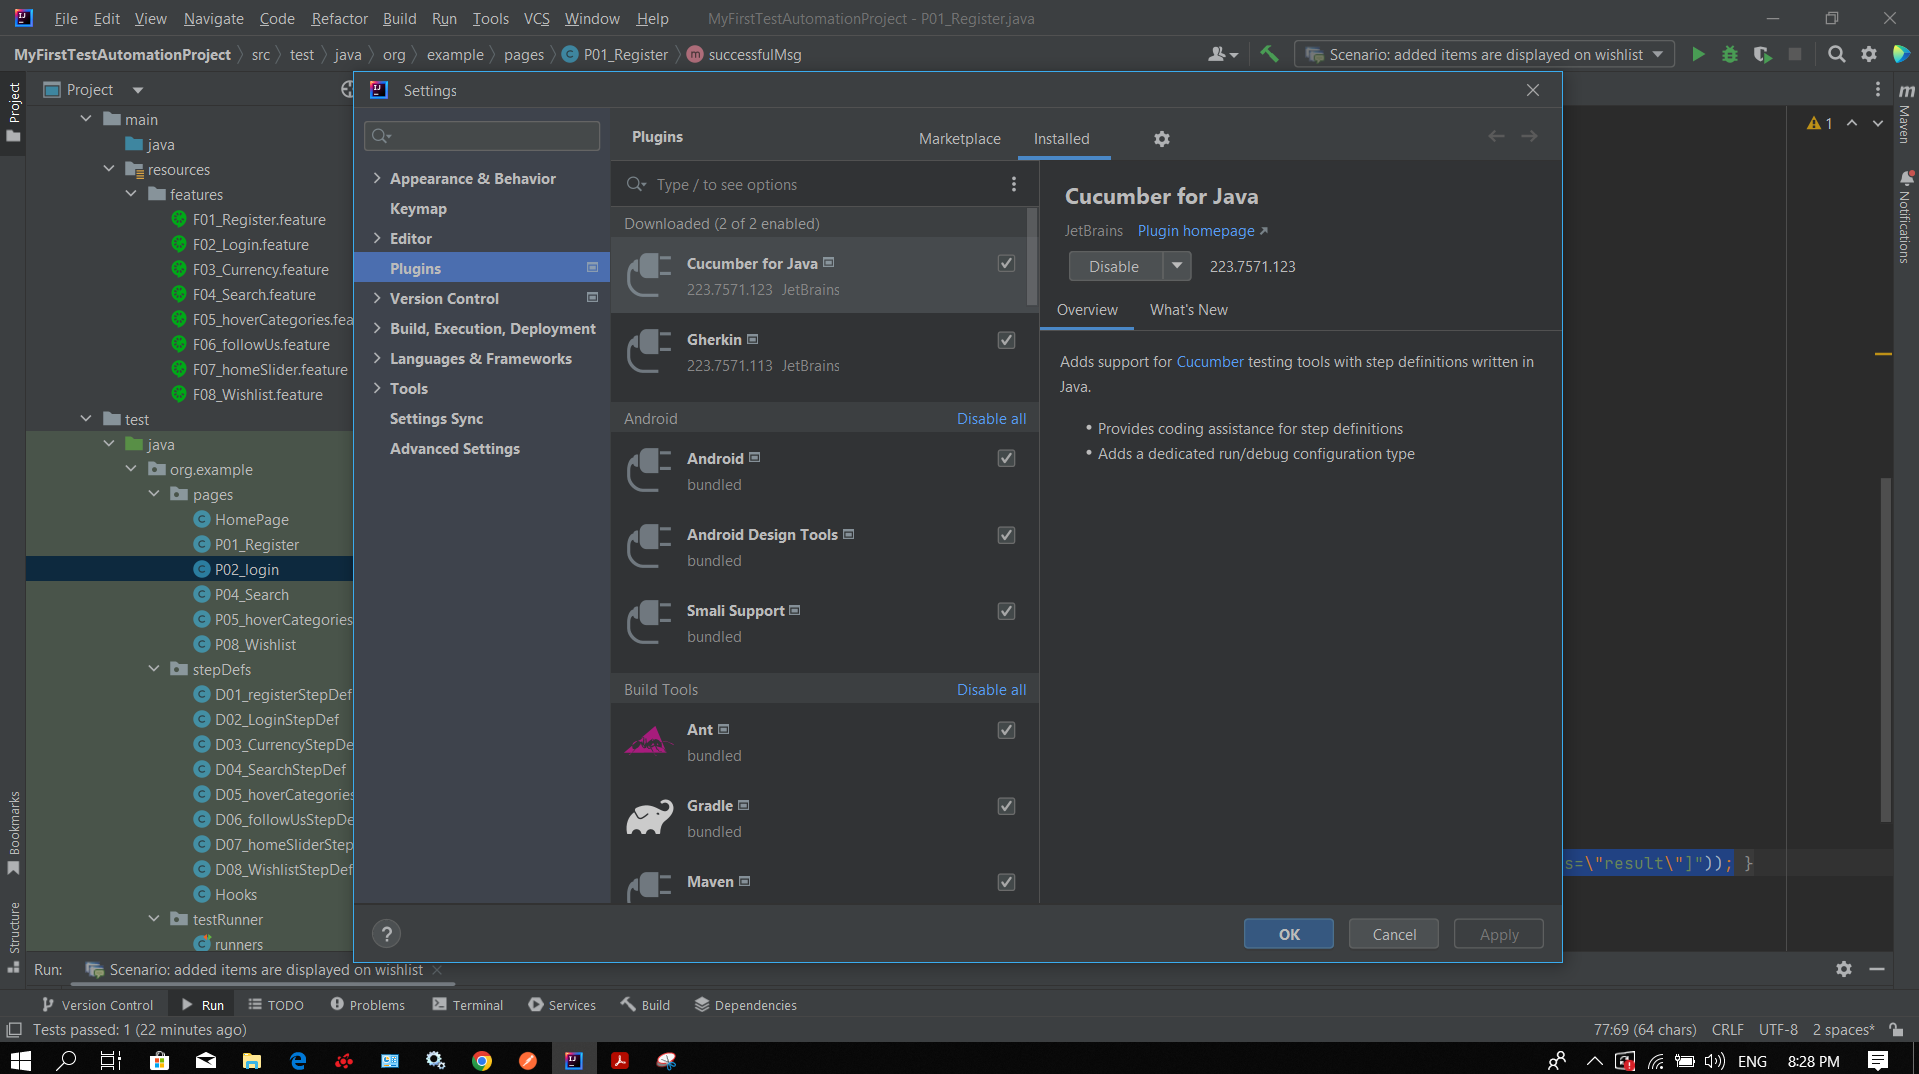 File Edit View Navigate Code Refactor Build Run Tools VCS Window Help MyFirstTestAutomationProject - P01_Register.java
MyFirstTestAutomationProject src test java org example pages P01_Register successfulMsg Scenario: added items are displayed on wishlist
Project
Project
main
java
resources
features
F01_Register.feature
F02_Login.feature
F03_Currency.feature
F04_Search.feature
F05_hoverCategories.fea
F06_followUs.feature
F07_homeSlider.feature
F08_Wishlist.feature
test
java
org.example
pages
HomePage
P01_Register
P02_login
P04_Search
P05_hoverCategories
P08_Wishlist
stepDefs
D01_registerStepDef
D02_LoginStepDef
D03_CurrencyStepDe
D04_SearchStepDef
D05_hoverCategories
D06_followUsStepDe
D07_homeSliderStep
D08_WishlistStepDef
Hooks
testRunner
runners
Bookmarks
Structure
Settings
Appearance & Behavior
Keymap
Editor
Plugins
Version Control
Build, Execution, Deployment
Languages & Frameworks
Tools
Settings Sync
Advanced Settings
Plugins Marketplace Installed
Type / to see options
Downloaded (2 of 2 enabled)
Cucumber for Java
223.7571.123 JetBrains
Gherkin
223.7571.113 JetBrains
Android Disable all
Android
bundled
Android Design Tools
bundled
Smali Support
bundled
Build Tools Disable all
Ant
bundled
Gradle
bundled
Maven
Cucumber for Java
JetBrains Plugin homepage
Disable 223.7571.123
Overview What's New
Adds support for Cucumber testing tools with step definitions written in
Java.
• Provides coding assistance for step definitions
• Adds a dedicated run/debug configuration type
? OK Cancel Apply
1
m
Maven
Notifications
s=\"result\"]")); }
Run: Scenario: added items are displayed on wishlist
Version Control Run TODO Problems Terminal Services Build Dependencies
Tests passed: 1 (22 minutes ago) 77:69 (64 chars) CRLF UTF-8 2 spaces*
ENG 8:28 PM